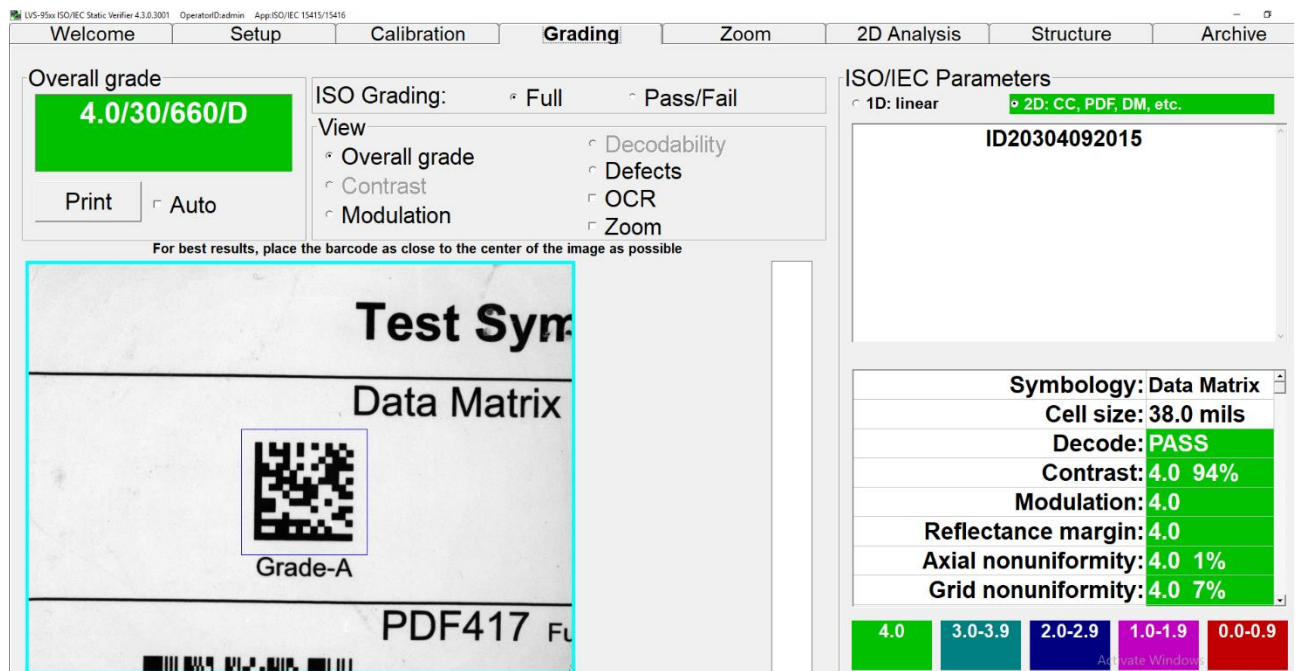 LVS-95xx ISO/IEC Static Verifier 4.3.0.3001 OperatorID:admin App:ISO/IEC 15415/15416
Welcome Setup Calibration Grading Zoom 2D Analysis Structure Archive
Overall grade
4.0/30/660/D
Print
Auto
ISO Grading: Full Pass/Fail
View
Overall grade
Contrast
Modulation
Decodability
Defects
OCR
Zoom
For best results, place the barcode as close to the center of the image as possible
Test Sym
Data Matrix
Grade-A
PDF417 Fu
ISO/IEC Parameters
1D: linear 2D: CC, PDF, DM, etc.
ID20304092015
Symbology: Data Matrix
Cell size: 38.0 mils
Decode: PASS
Contrast: 4.0 94%
Modulation: 4.0
Reflectance margin: 4.0
Axial nonuniformity: 4.0 1%
Grid nonuniformity: 4.0 7%
4.0 3.0-3.9 2.0-2.9 1.0-1.9 0.0-0.9
Activate Windows